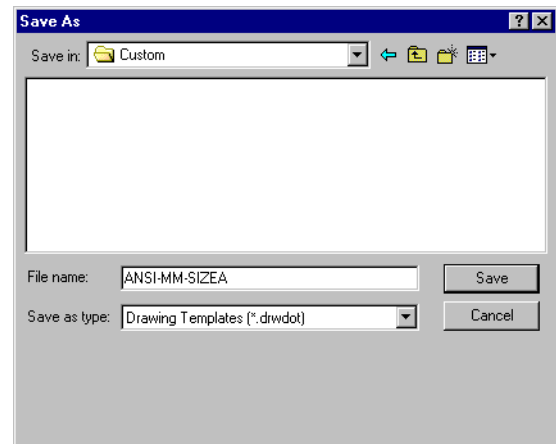 Save As
Save in: Custom
File name: ANSI-MM-SIZEA Save
Save as type: Drawing Templates (*.drwdot) Cancel